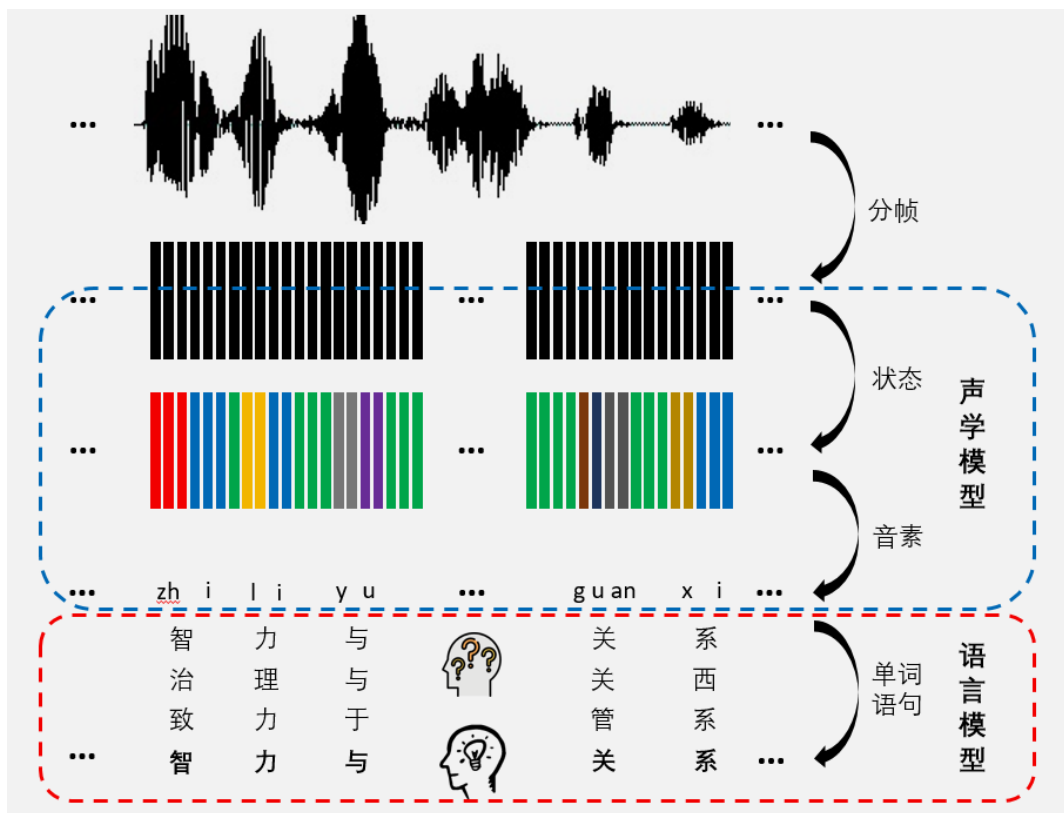 ... ...
分帧
... ... ...
状态
声学模型
... ... ...
音素
... zh i l i y u ... g u an x i ...
智 力 与 ? ? ? 关 系
治 理 与 关 西
单词
语句
语言模型
致 力 于 管 系
... 智 力 与 关 系 ...